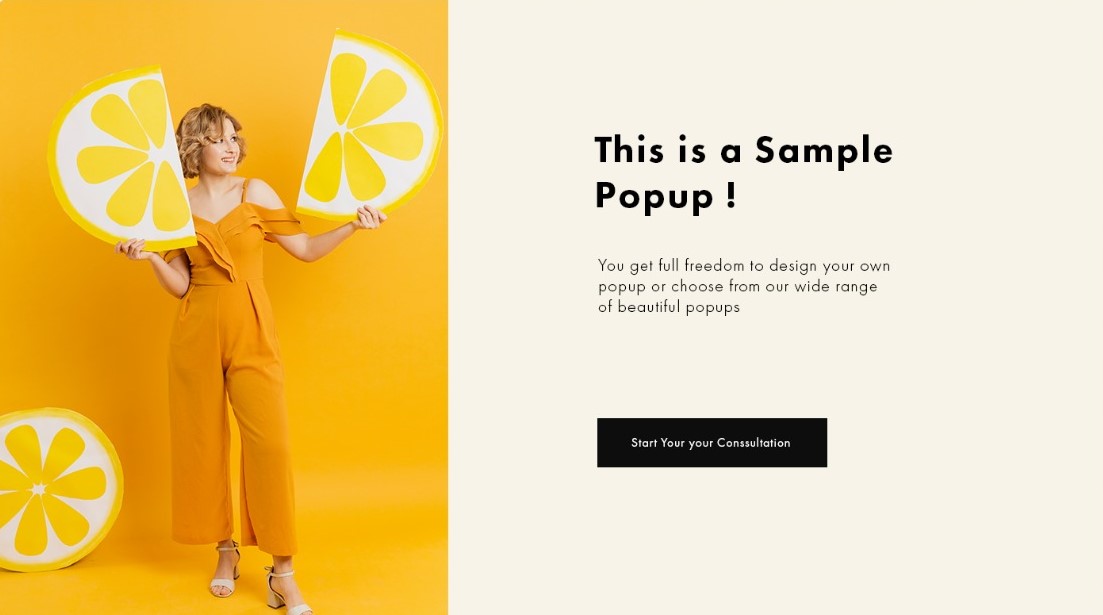 This is a Sample
Popup !
You get full freedom to design your own
popup or choose from our wide range
of beautiful popups
Start Your your Conssultation